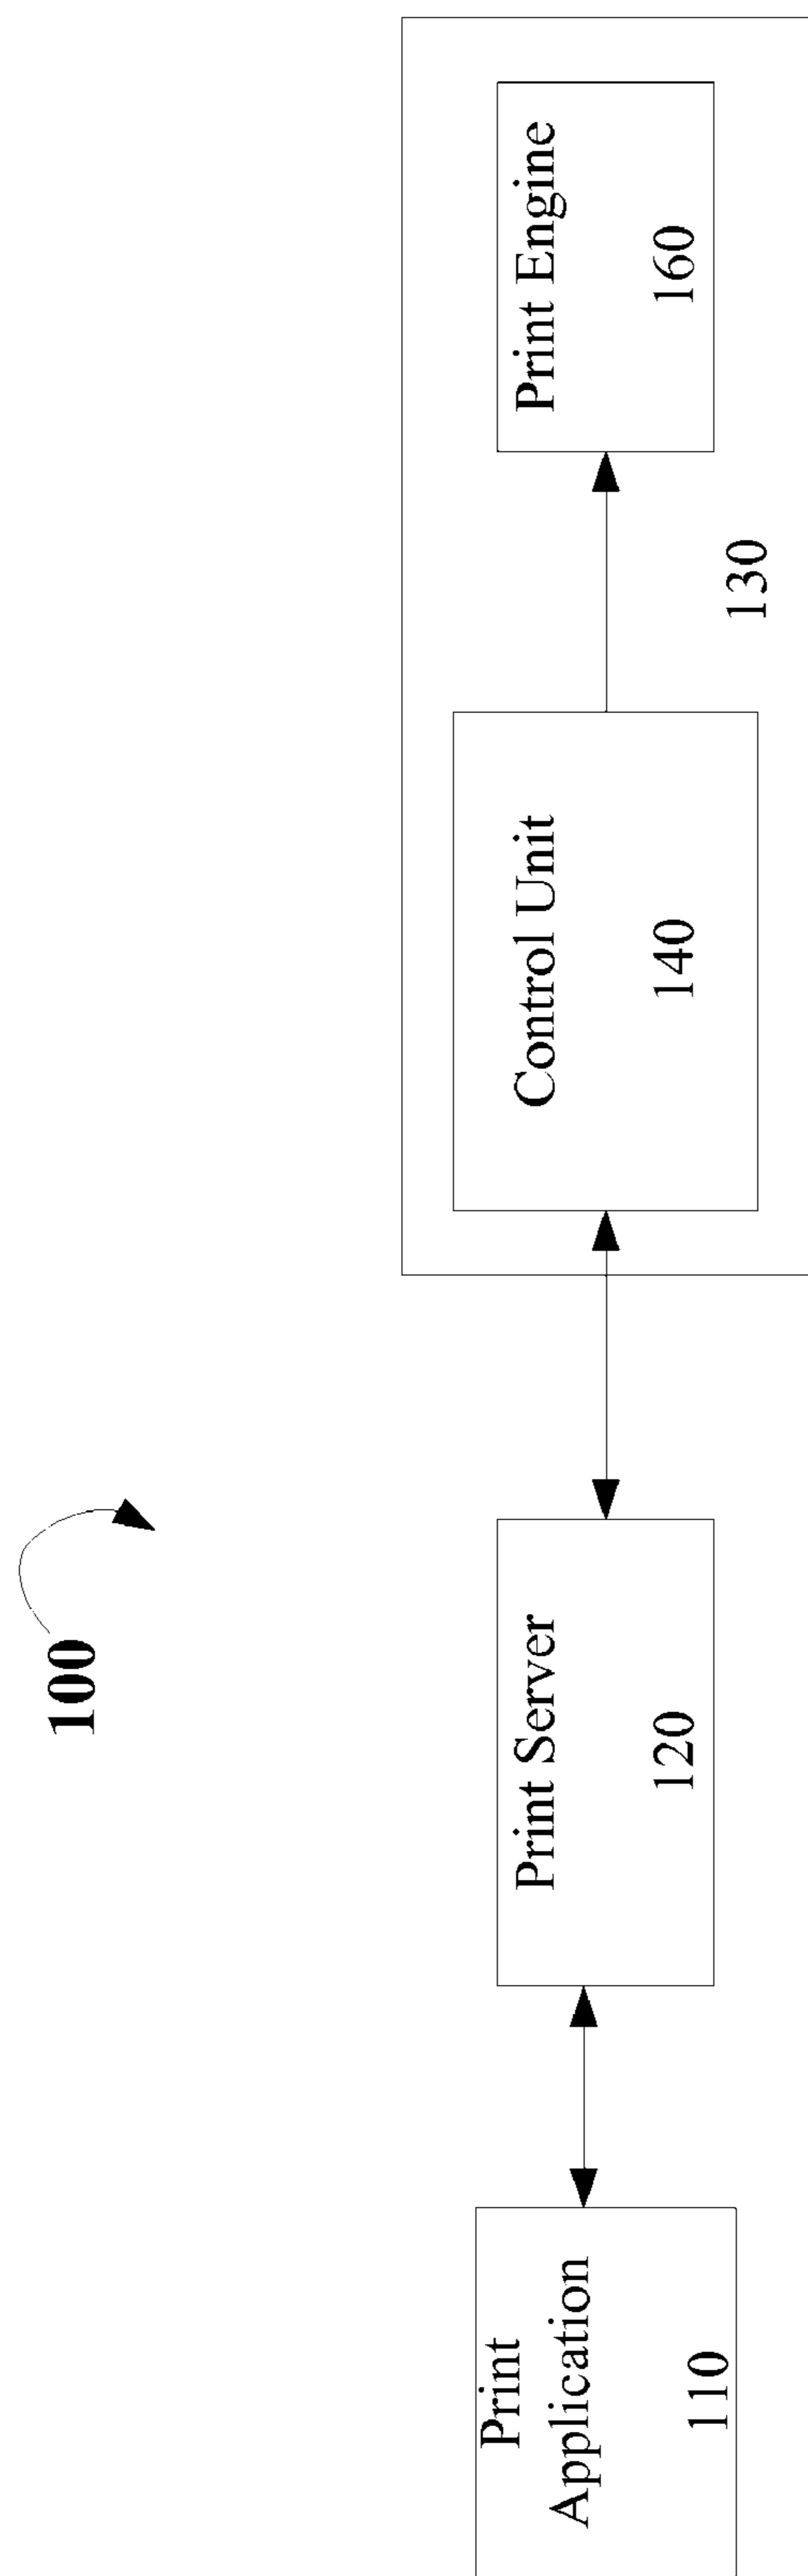 100
Print
Application
110
Print Server
120
Control Unit
140
130
Print Engine
160